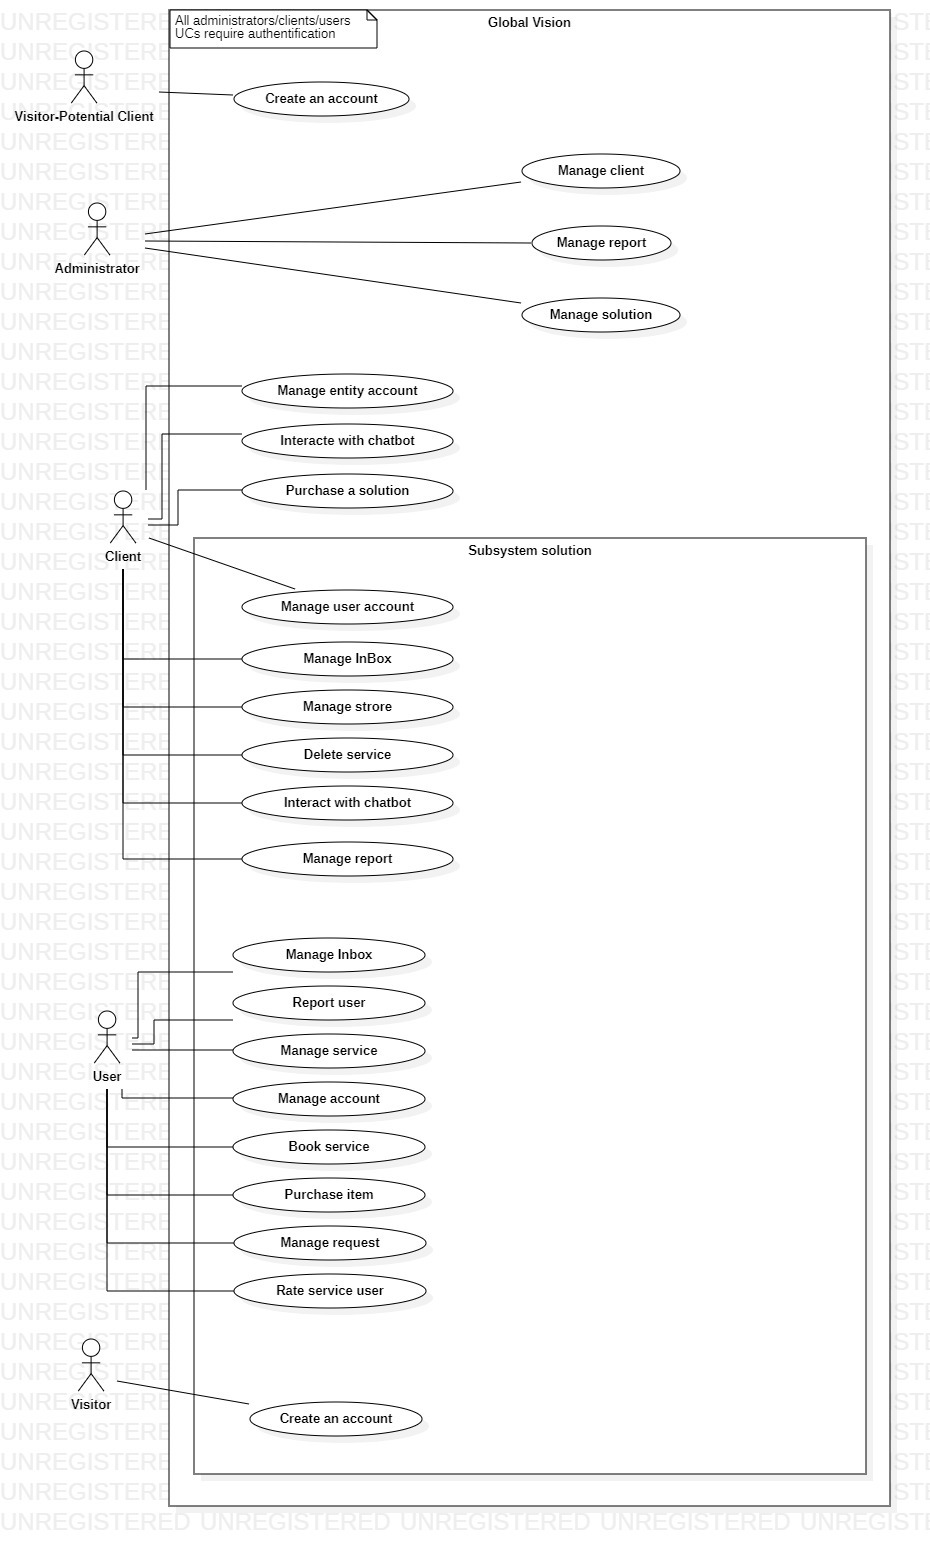 All administrators/clients/users
UCs require authentification
Global Vision
Visitor-Potential Client
Create an account
Manage client
Administrator
Manage report
Manage solution
Manage entity account
Interacte with chatbot
Purchase a solution
Client
Subsystem solution
Manage user account
Manage InBox
Manage strore
Delete service
Interact with chatbot
Manage report
Manage Inbox
Report user
Manage service
User
Manage account
Book service
Purchase item
Manage request
Rate service user
Visitor
Create an account
UNREGISTERED UNREGISTERED UNREGISTERED UNREGISTERED UNREGISTE